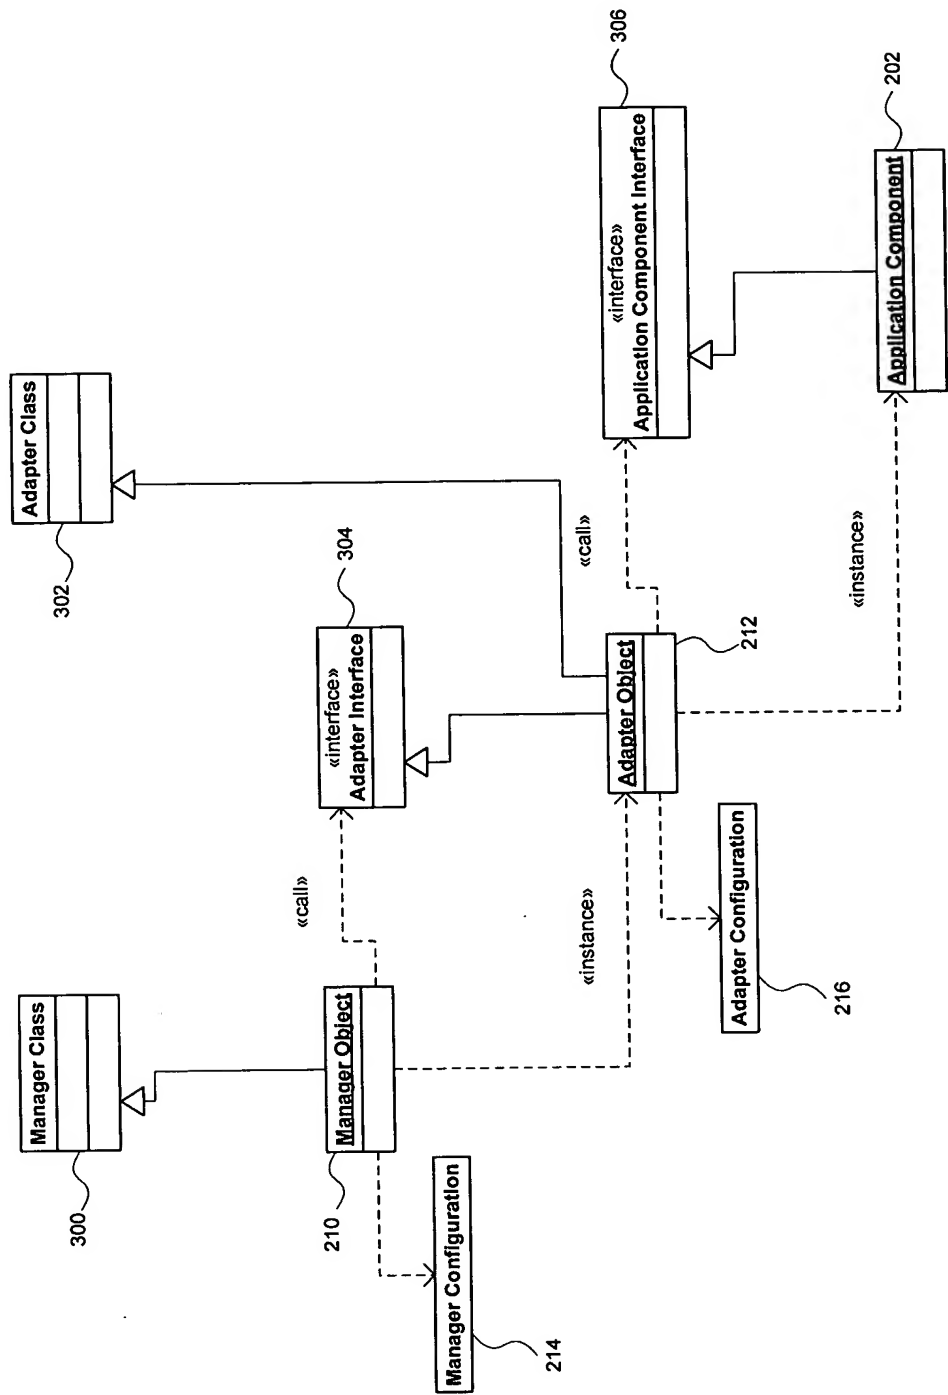 Manager Class
300
Adapter Class
302
«interface»
Adapter Interface
304
«call»
Manager Object
210
Manager Configuration
214
«instance»
Adapter Object
212
Adapter Configuration
216
«call»
«interface»
Application Component Interface
306
«instance»
Application Component
202